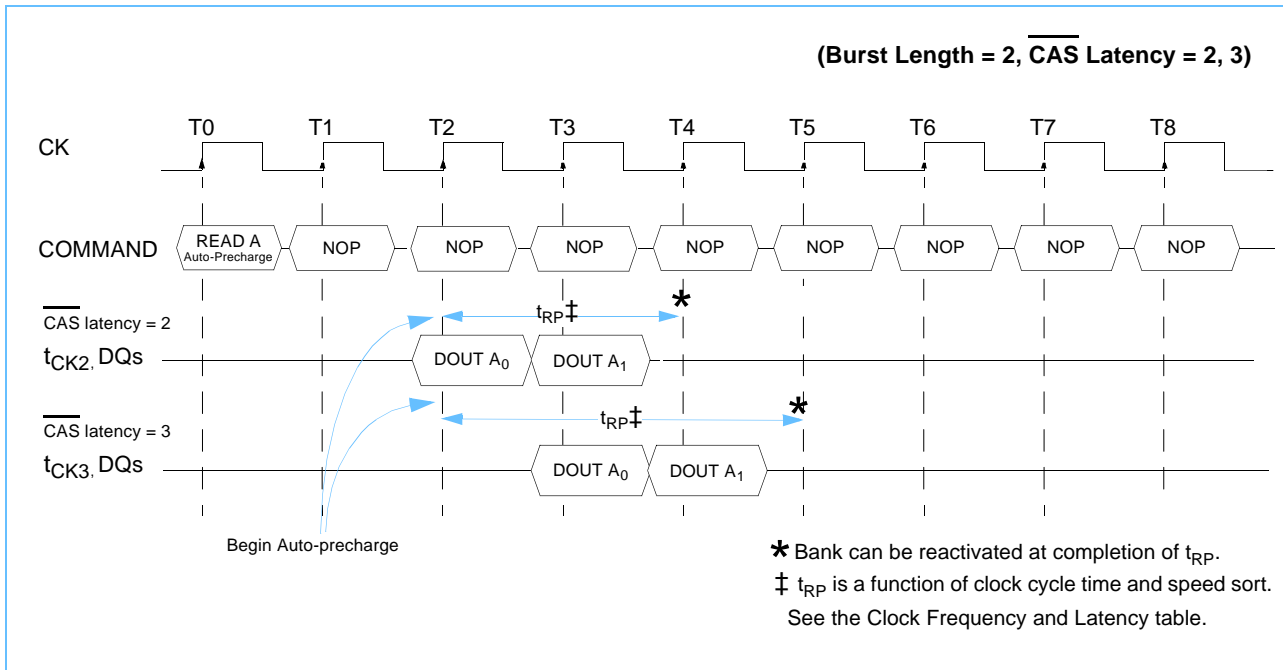 (Burst Length = 2, CAS Latency = 2, 3)
T0 T1 T2 T3 T4 T5 T6 T7 T8
CK
COMMAND
READ A
Auto-Precharge
NOP NOP NOP NOP NOP NOP NOP NOP
*
tRP‡
CAS latency = 2
tCK2, DQs
DOUT A0 DOUT A1
*
tRP‡
CAS latency = 3
tCK3, DQs
DOUT A0 DOUT A1
Begin Auto-precharge
* Bank can be reactivated at completion of tRP.
‡ tRP is a function of clock cycle time and speed sort.
See the Clock Frequency and Latency table.